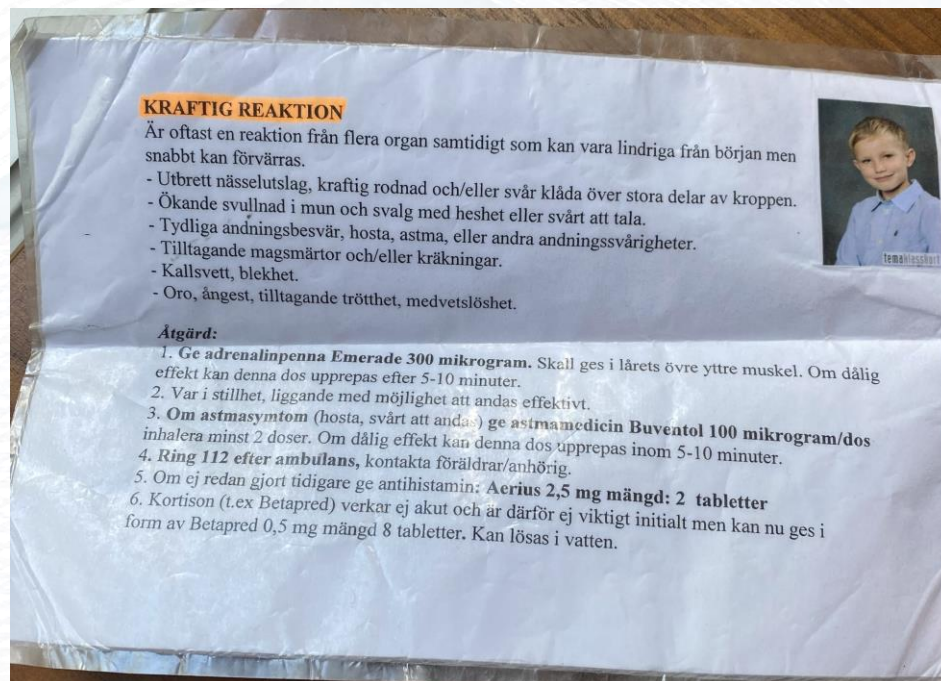 KRAFTIG REAKTION
Är oftast en reaktion från flera organ samtidigt som kan vara lindriga från början men
snabbt kan förvärras.
- Utbrett nässelutslag, kraftig rodnad och/eller svår klåda över stora delar av kroppen.
- Ökande svullnad i mun och svalg med heshet eller svårt att tala.
- Tydliga andningsbesvär, hosta, astma, eller andra andningssvårigheter.
- Tilltagande magsmärtor och/eller kräkningar.
- Kallsvett, blekhet.
- Oro, ångest, tilltagande trötthet, medvetslöshet.
temaklasskort
Åtgärd:
1. Ge adrenalinpenna Emerade 300 mikrogram. Skall ges i lårets övre yttre muskel. Om dålig
effekt kan denna dos upprepas efter 5-10 minuter.
2. Var i stillhet, liggande med möjlighet att andas effektivt.
3. Om astmasymtom (hosta, svårt att andas) ge astmamedicin Buventol 100 mikrogram/dos
inhalera minst 2 doser. Om dålig effekt kan denna dos upprepas inom 5-10 minuter.
4. Ring 112 efter ambulans, kontakta föräldrar/anhörig.
5. Om ej redan gjort tidigare ge antihistamin: Aerius 2,5 mg mängd: 2 tabletter
6. Kortison (t.ex Betapred) verkar ej akut och är därför ej viktigt initialt men kan nu ges i
form av Betapred 0,5 mg mängd 8 tabletter. Kan lösas i vatten.